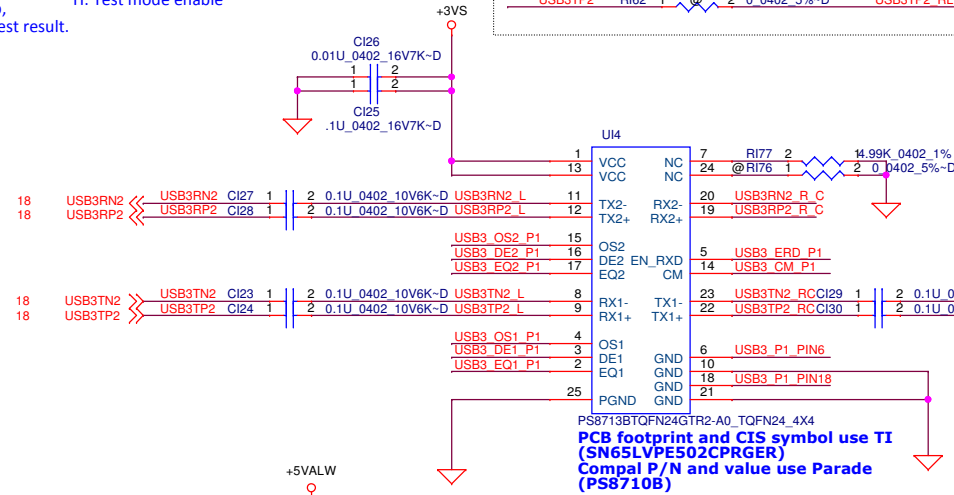 H: Test mode enable
est result.
USB3TP2 RI62 1 @ 2 0_0402_5%~D USB3TP2_RE
+3VS
CI26
0.01U_0402_16V7K~D
1 2
1 2
CI25
.1U_0402_16V7K~D
UI4
1 VCC NC 7 RI77 2 14.99K_0402_1%
13 VCC NC 24 @RI76 1 2 0_0402_5%~D
18 USB3RN2 USB3RN2 CI27 1 2 0.1U_0402_10V6K~D USB3RN2_L 11 TX2- RX2- 20 USB3RN2_R_C
18 USB3RP2 USB3RP2 CI28 1 2 0.1U_0402_10V6K~D USB3RP2_L 12 TX2+ RX2+ 19 USB3RP2_R_C
USB3_OS2_P1 15 OS2
USB3_DE2_P1 16 DE2 EN_RXD 5 USB3_ERD_P1
USB3_EQ2_P1 17 EQ2 CM 14 USB3_CM_P1
18 USB3TN2 USB3TN2 CI23 1 2 0.1U_0402_10V6K~D USB3TN2_L 8 RX1- TX1- 23 USB3TN2_RC CI29 1 2 0.1U_0
18 USB3TP2 USB3TP2 CI24 1 2 0.1U_0402_10V6K~D USB3TP2_L 9 RX1+ TX1+ 22 USB3TP2_RC CI30 1 2 0.1U_0
USB3_OS1_P1 4 OS1
USB3_DE1_P1 3 DE1 GND 6 USB3_P1_PIN6
USB3_EQ1_P1 2 EQ1 GND 10
GND 18 USB3_P1_PIN18
25 PGND GND 21
PS8713BTQFN24GTR2-A0_TQFN24_4X4
PCB footprint and CIS symbol use TI
(SN65LVPE502CPRGER)
Compal P/N and value use Parade
(PS8710B)
+5VALW